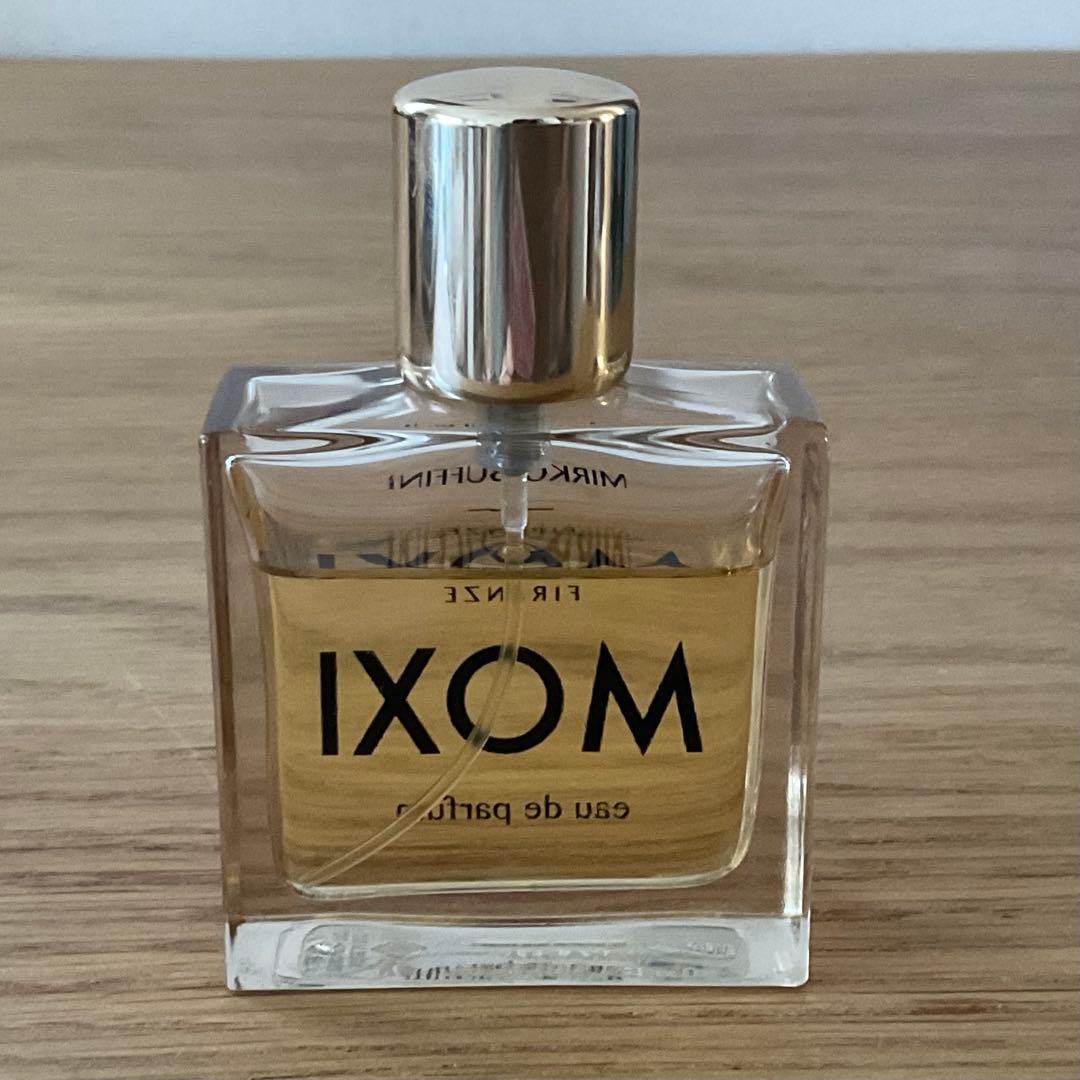 MIRKO BUFFINI
FIRENZE
MOXI
eau de parfum